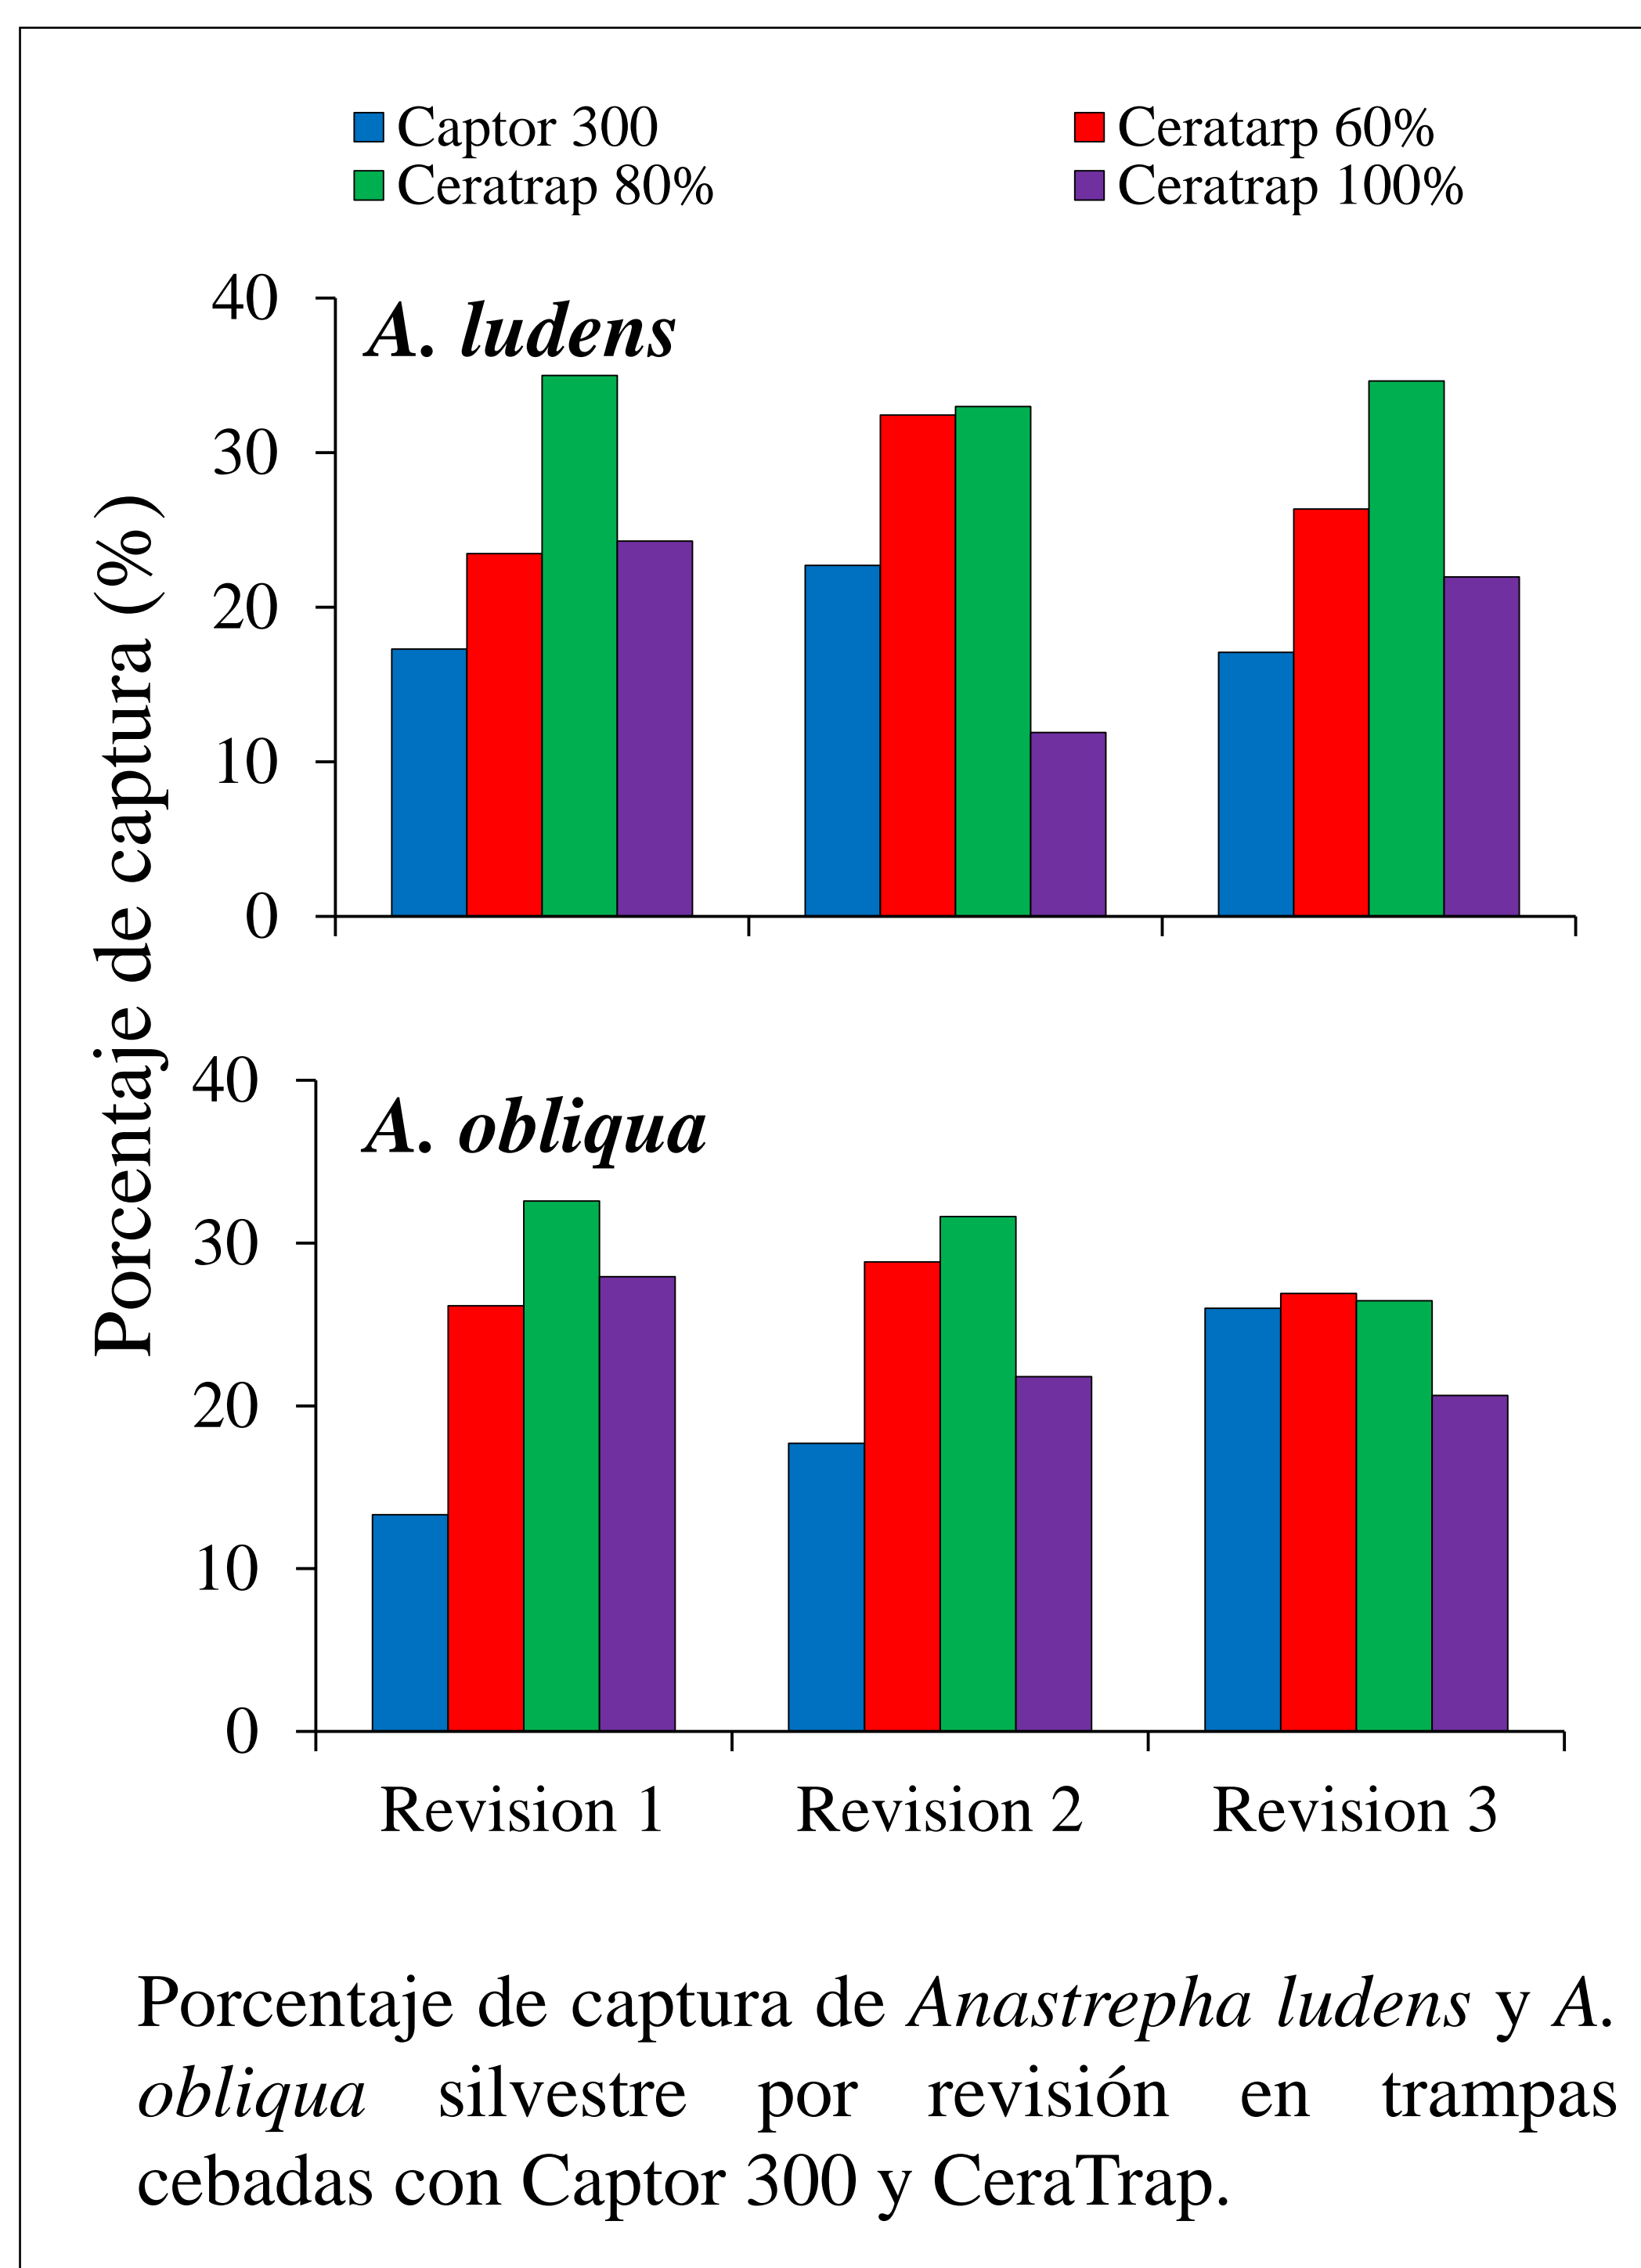 Captor 300 Ceratarp 60%
Ceratrap 80% Ceratrap 100%
Porcentaje de captura (%)
A. ludens
40
30
20
10
0
A. obliqua
40
30
20
10
0
Revision 1 Revision 2 Revision 3
Porcentaje de captura de Anastrepha ludens y A.
obliqua silvestre por revisión en trampas
cebadas con Captor 300 y CeraTrap.